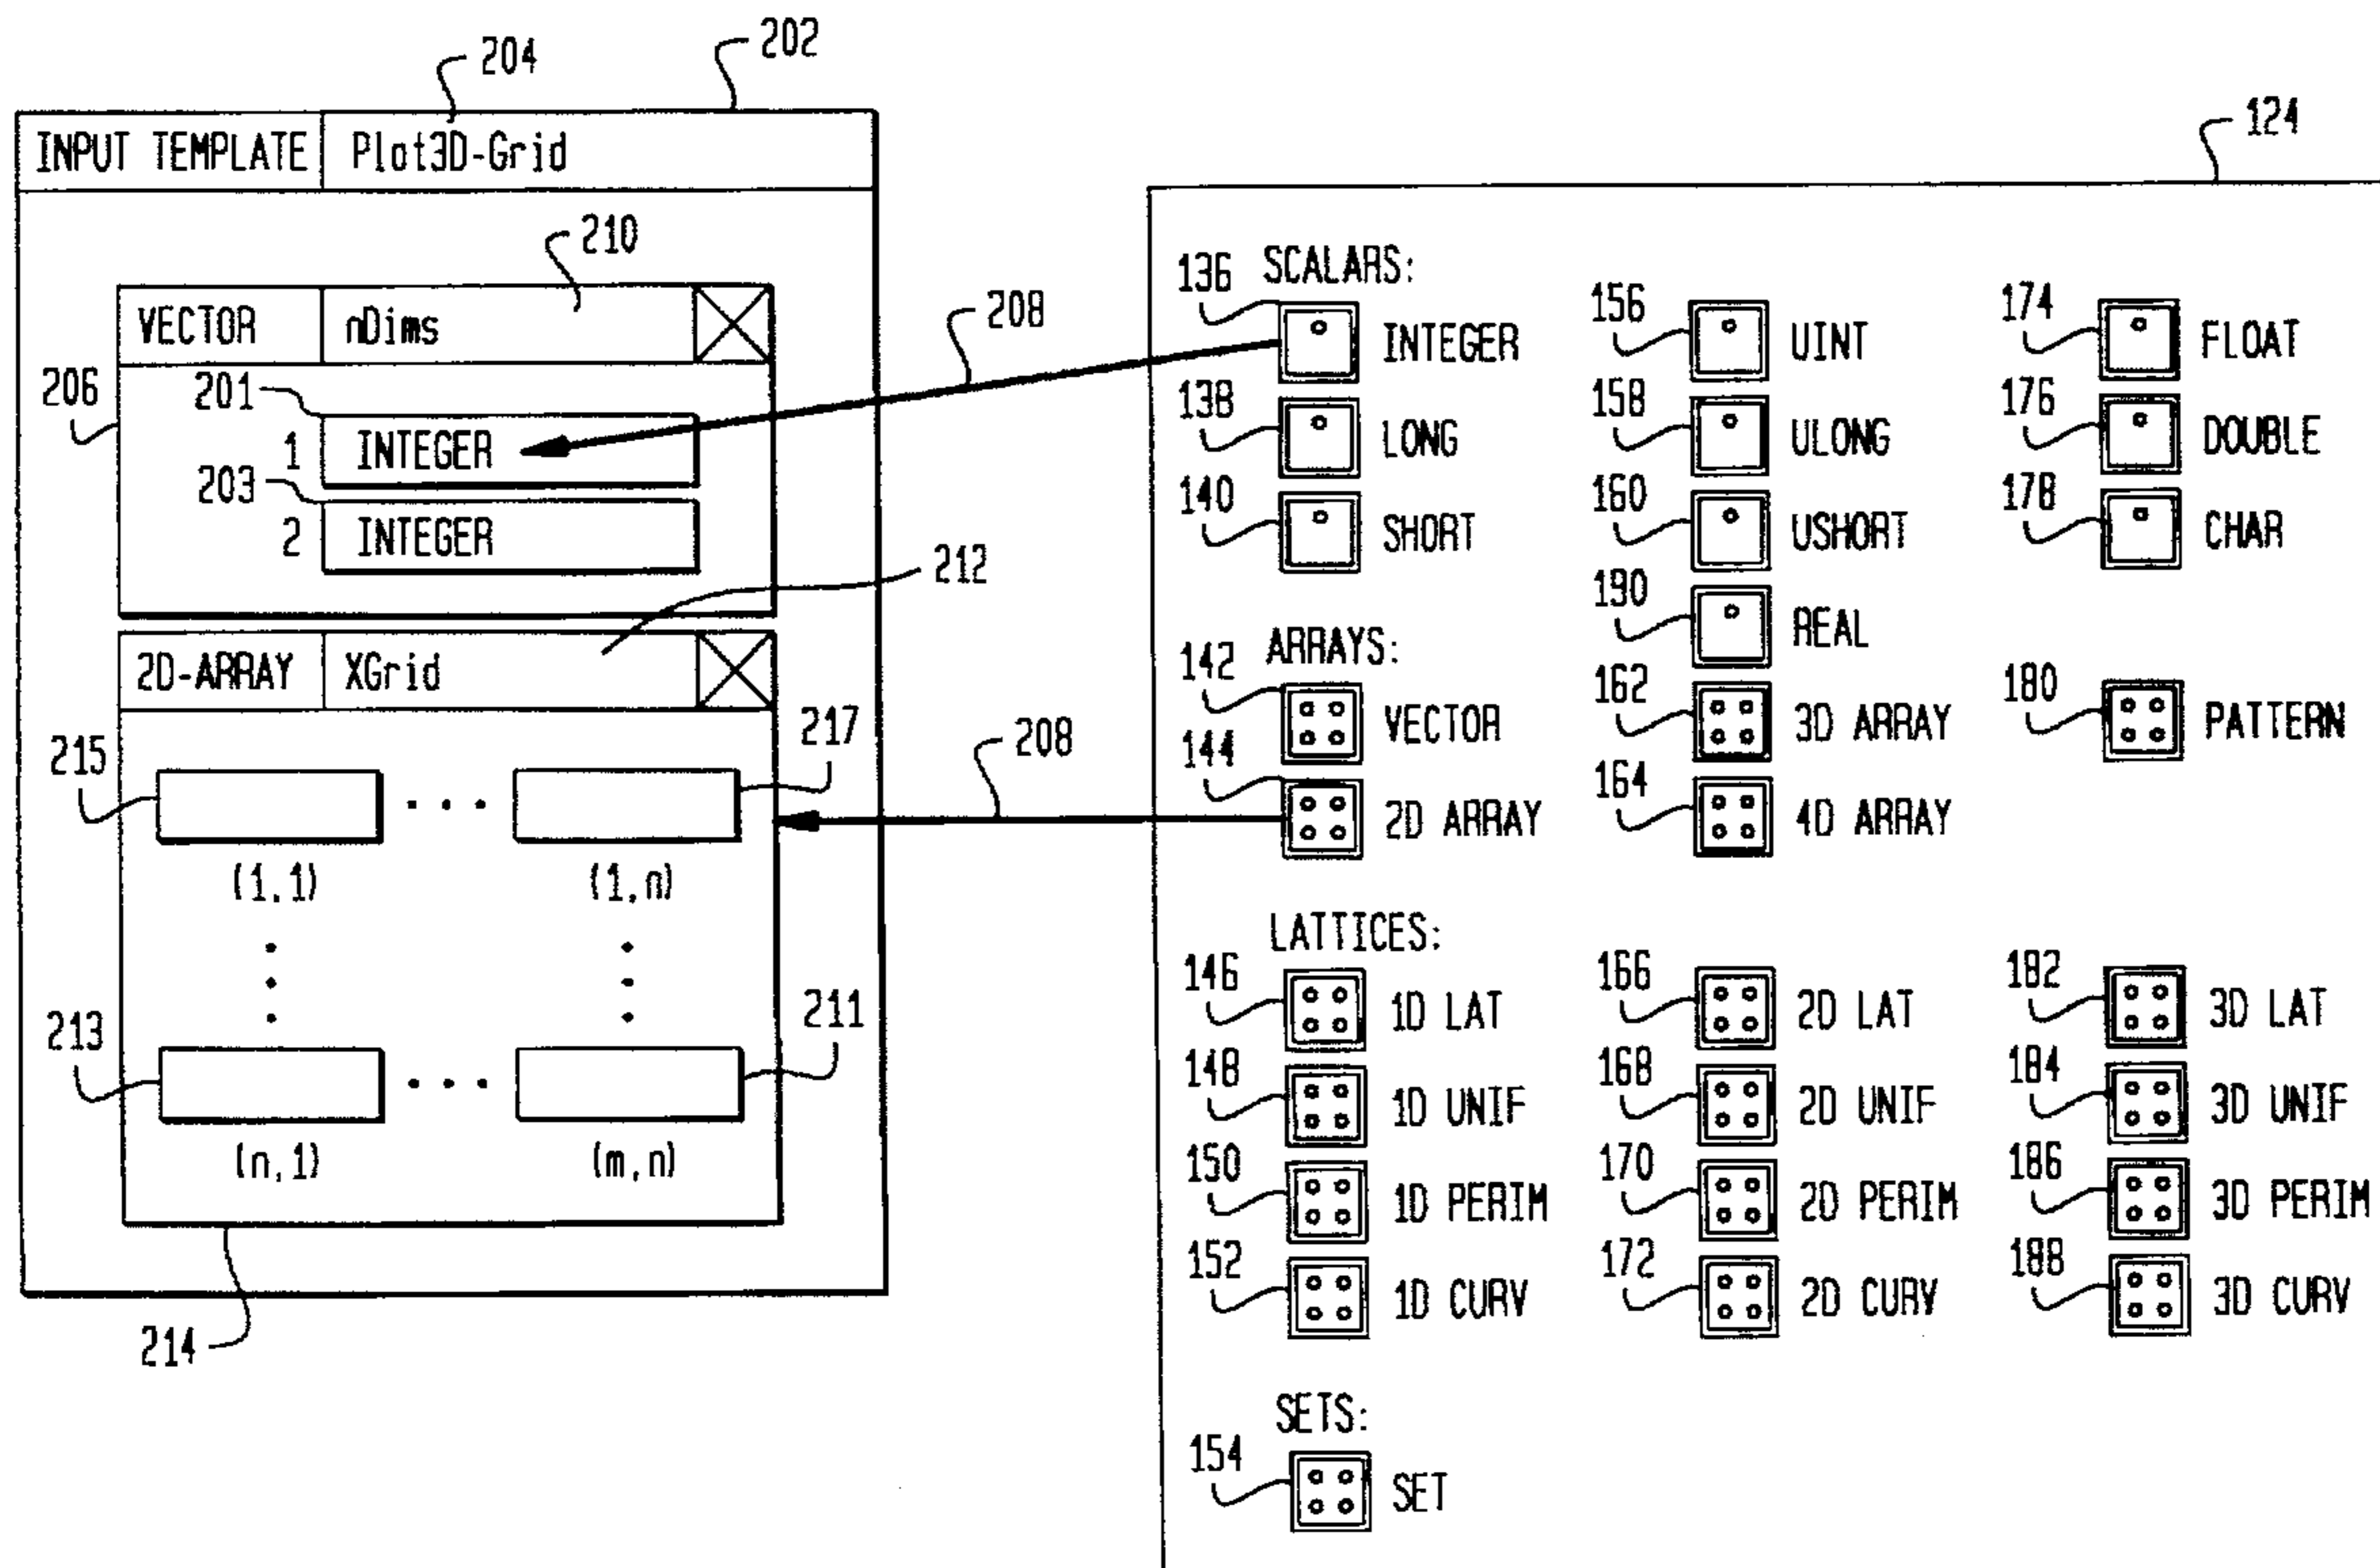 204
202
INPUT TEMPLATE Plot3D-Grid
210
VECTOR nDims
206
201
1 INTEGER
203
2 INTEGER
212
2D-ARRAY XGrid
215
217
(1,1) (1,n)
213
211
(n,1) (m,n)
214
208
208
124
SCALARS:
136 INTEGER 156 UINT 174 FLOAT
138 LONG 158 ULONG 176 DOUBLE
140 SHORT 160 USHORT 178 CHAR
190 REAL
ARRAYS:
142 VECTOR 162 3D ARRAY 180 PATTERN
144 2D ARRAY 164 4D ARRAY
LATTICES:
146 1D LAT 166 2D LAT 182 3D LAT
148 1D UNIF 168 2D UNIF 184 3D UNIF
150 1D PERIM 170 2D PERIM 186 3D PERIM
152 1D CURV 172 2D CURV 188 3D CURV
SETS:
154 SET